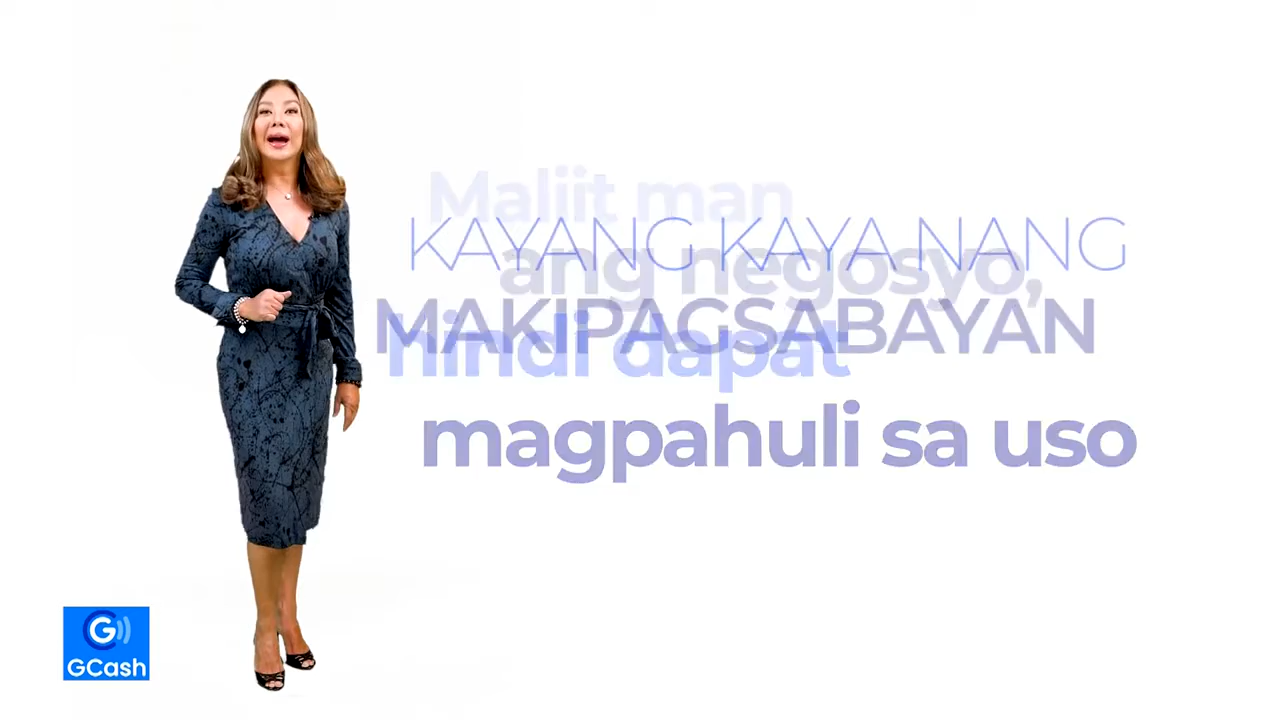 Maliit man
KAYANG KAYA NANG
ang negosyo,
MAKIPAGSABAYAN
hindi dapat
magpahuli sa uso
G
GCash